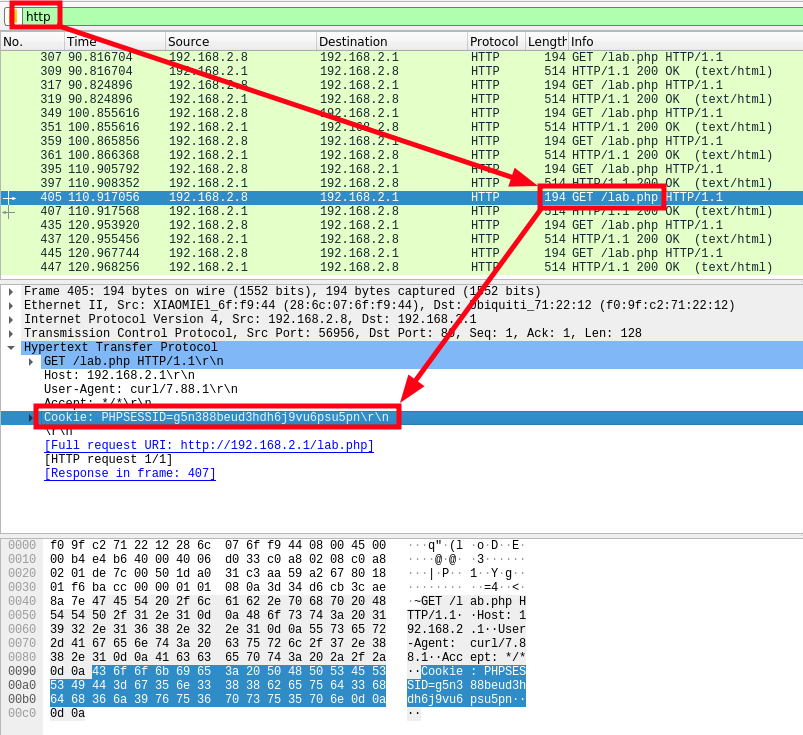 http
No. Time Source Destination Protocol Length Info
307 90.816704 192.168.2.8 192.168.2.1 HTTP 194 GET /lab.php HTTP/1.1
309 90.816704 192.168.2.1 192.168.2.8 HTTP 514 HTTP/1.1 200 OK (text/html)
317 90.824896 192.168.2.8 192.168.2.1 HTTP 194 GET /lab.php HTTP/1.1
319 90.824896 192.168.2.1 192.168.2.8 HTTP 514 HTTP/1.1 200 OK (text/html)
349 100.855616 192.168.2.8 192.168.2.1 HTTP 194 GET /lab.php HTTP/1.1
351 100.855616 192.168.2.1 192.168.2.8 HTTP 514 HTTP/1.1 200 OK (text/html)
359 100.865856 192.168.2.8 192.168.2.1 HTTP 194 GET /lab.php HTTP/1.1
361 100.866368 192.168.2.1 192.168.2.8 HTTP 514 HTTP/1.1 200 OK (text/html)
395 110.905792 192.168.2.8 192.168.2.1 HTTP 194 GET /lab.php HTTP/1.1
397 110.908352 192.168.2.1 192.168.2.8 HTTP 514 HTTP/1.1 200 OK (text/html)
405 110.917056 192.168.2.8 192.168.2.1 HTTP 194 GET /lab.php HTTP/1.1
407 110.917568 192.168.2.1 192.168.2.8 HTTP 514 HTTP/1.1 200 OK (text/html)
435 120.953920 192.168.2.8 192.168.2.1 HTTP 194 GET /lab.php HTTP/1.1
437 120.955456 192.168.2.1 192.168.2.8 HTTP 514 HTTP/1.1 200 OK (text/html)
445 120.967744 192.168.2.8 192.168.2.1 HTTP 194 GET /lab.php HTTP/1.1
447 120.968256 192.168.2.1 192.168.2.8 HTTP 514 HTTP/1.1 200 OK (text/html)
Frame 405: 194 bytes on wire (1552 bits), 194 bytes captured (1552 bits)
Ethernet II, Src: XIAOMIEl_6f:f9:44 (28:6c:07:6f:f9:44), Dst: Ubiquiti_71:22:12 (f0:9f:c2:71:22:12)
Internet Protocol Version 4, Src: 192.168.2.8, Dst: 192.168.2.1
Transmission Control Protocol, Src Port: 56956, Dst Port: 80, Seq: 1, Ack: 1, Len: 128
Hypertext Transfer Protocol
GET /lab.php HTTP/1.1\r\n
Host: 192.168.2.1\r\n
User-Agent: curl/7.88.1\r\n
Accept: */*\r\n
Cookie: PHPSESSID=g5n388beud3hdh6j9vu6psu5pn\r\n
\r\n
[Full request URI: http://192.168.2.1/lab.php]
[HTTP request 1/1]
[Response in frame: 407]
0000 f0 9f c2 71 22 12 28 6c 07 6f f9 44 08 00 45 00 ···q"·(l ·o·D··E·
0010 00 b4 e4 b6 40 00 40 06 d0 33 c0 a8 02 08 c0 a8 ····@·@· ·3······
0020 02 01 de 7c 00 50 1d a0 31 c3 aa 59 a2 67 80 18 ···|·P·· 1··Y·g··
0030 01 f6 ba cc 00 00 01 01 08 0a 3d 34 d6 cb 3c ae ········ ··=4··<·
0040 8a 7e 47 45 54 20 2f 6c 61 62 2e 70 68 70 20 48 ·~GET /l ab.php H
0050 54 54 50 2f 31 2e 31 0d 0a 48 6f 73 74 3a 20 31 TTP/1.1· ·Host: 1
0060 39 32 2e 31 36 38 2e 32 2e 31 0d 0a 55 73 65 72 92.168.2 .1··User
0070 2d 41 67 65 6e 74 3a 20 63 75 72 6c 2f 37 2e 38 -Agent:  curl/7.8
0080 38 2e 31 0d 0a 41 63 63 65 70 74 3a 20 2a 2f 2a 8.1··Acc ept: */*
0090 0d 0a 43 6f 6f 6b 69 65 3a 20 50 48 50 53 45 53 ··Cookie : PHPSES
00a0 53 49 44 3d 67 35 6e 33 38 38 62 65 75 64 33 68 SID=g5n3 88beud3h
00b0 64 68 36 6a 39 76 75 36 70 73 75 35 70 6e 0d 0a dh6j9vu6 psu5pn··
00c0 0d 0a ··